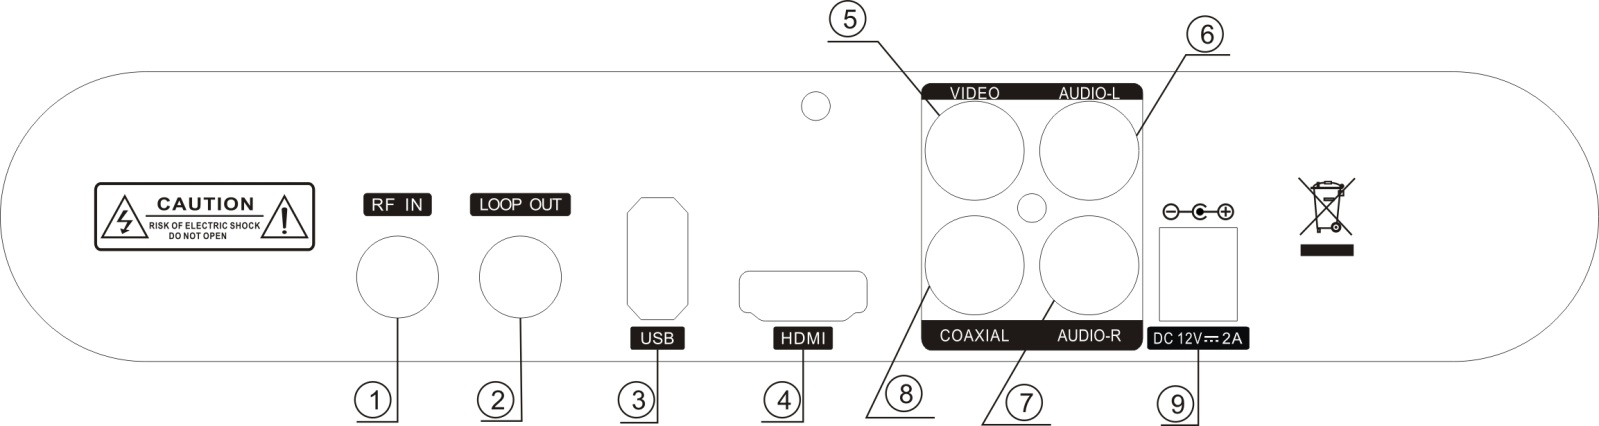 5
6
VIDEO AUDIO-L
CAUTION
RISK OF ELECTRIC SHOCK
DO NOT OPEN
RF IN
LOOP OUT
USB
HDMI
COAXIAL AUDIO-R
DC 12V⎓2A
1
2
3
4
8
7
9